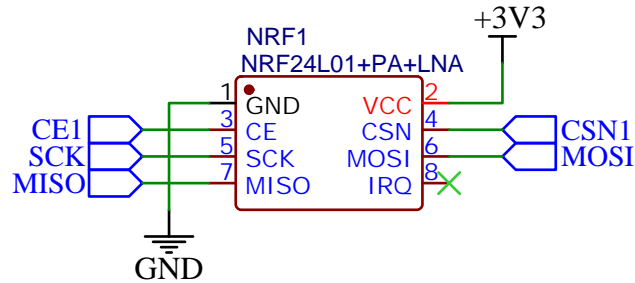 +3V3
NRF1
NRF24L01+PA+LNA
1 GND VCC 2
CE1 3 CE CSN 4 CSN1
SCK 5 SCK MOSI 6 MOSI
MISO 7 MISO IRQ 8
GND